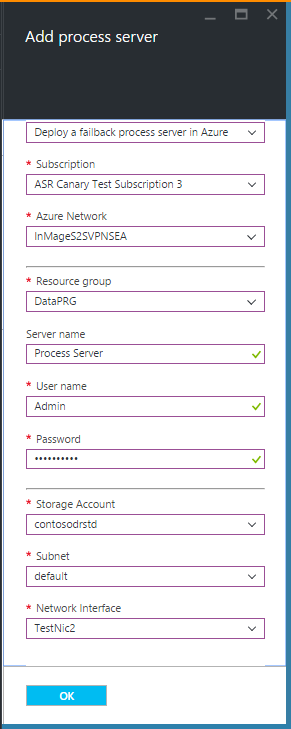 Add process server
Deploy a failback process server in Azure
* Subscription
ASR Canary Test Subscription 3
* Azure Network
InMageS2SVPNSEA
* Resource group
DataPRG
Server name
Process Server
* User name
Admin
* Password
••••••••••
* Storage Account
contosodrstd
* Subnet
default
* Network Interface
TestNic2
OK